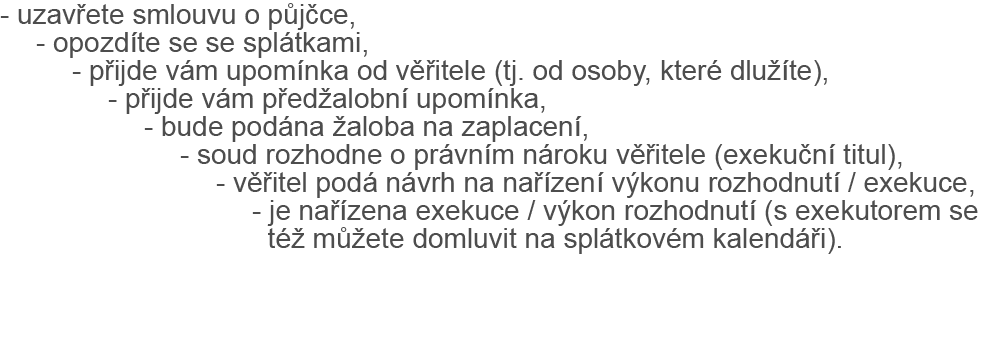 - uzavřete smlouvu o půjčce,
- opozdíte se se splátkami,
- přijde vám upomínka od věřitele (tj. od osoby, které dlužíte),
- přijde vám předžalobní upomínka,
- bude podána žaloba na zaplacení,
- soud rozhodne o právním nároku věřitele (exekuční titul),
- věřitel podá návrh na nařízení výkonu rozhodnutí / exekuce,
- je nařízena exekuce / výkon rozhodnutí (s exekutorem se
též můžete domluvit na splátkovém kalendáři).